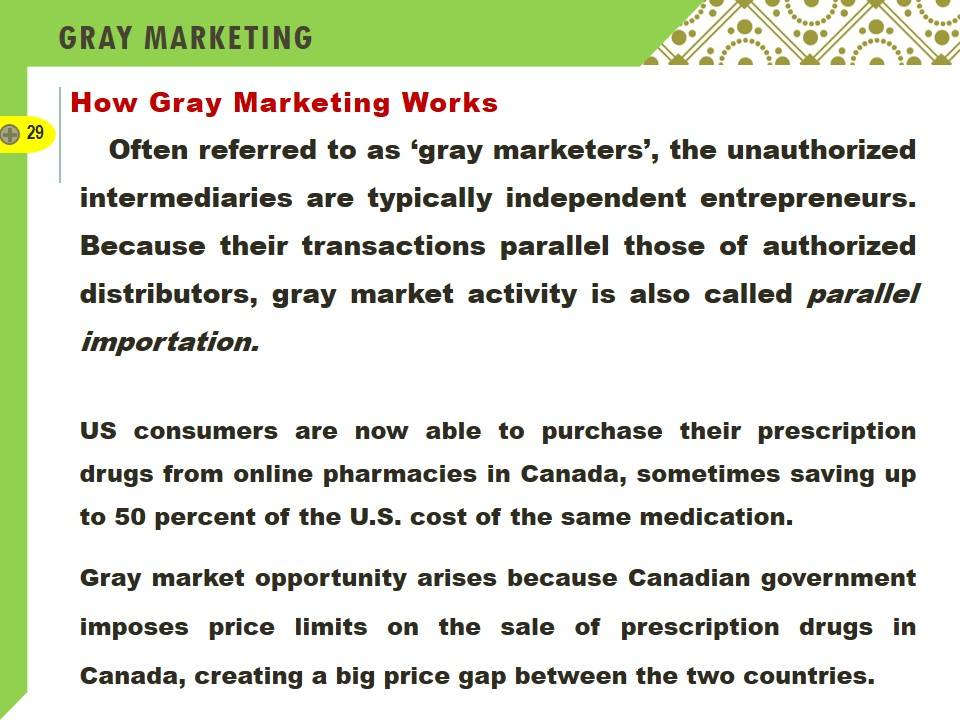 GRAY MARKETING
How Gray Marketing Works
29
Often referred to as ‘gray marketers’, the unauthorized
intermediaries are typically independent entrepreneurs.
Because their transactions parallel those of authorized
distributors, gray market activity is also called parallel
importation.
US consumers are now able to purchase their prescription
drugs from online pharmacies in Canada, sometimes saving up
to 50 percent of the U.S. cost of the same medication.
Gray market opportunity arises because Canadian government
imposes price limits on the sale of prescription drugs in
Canada, creating a big price gap between the two countries.